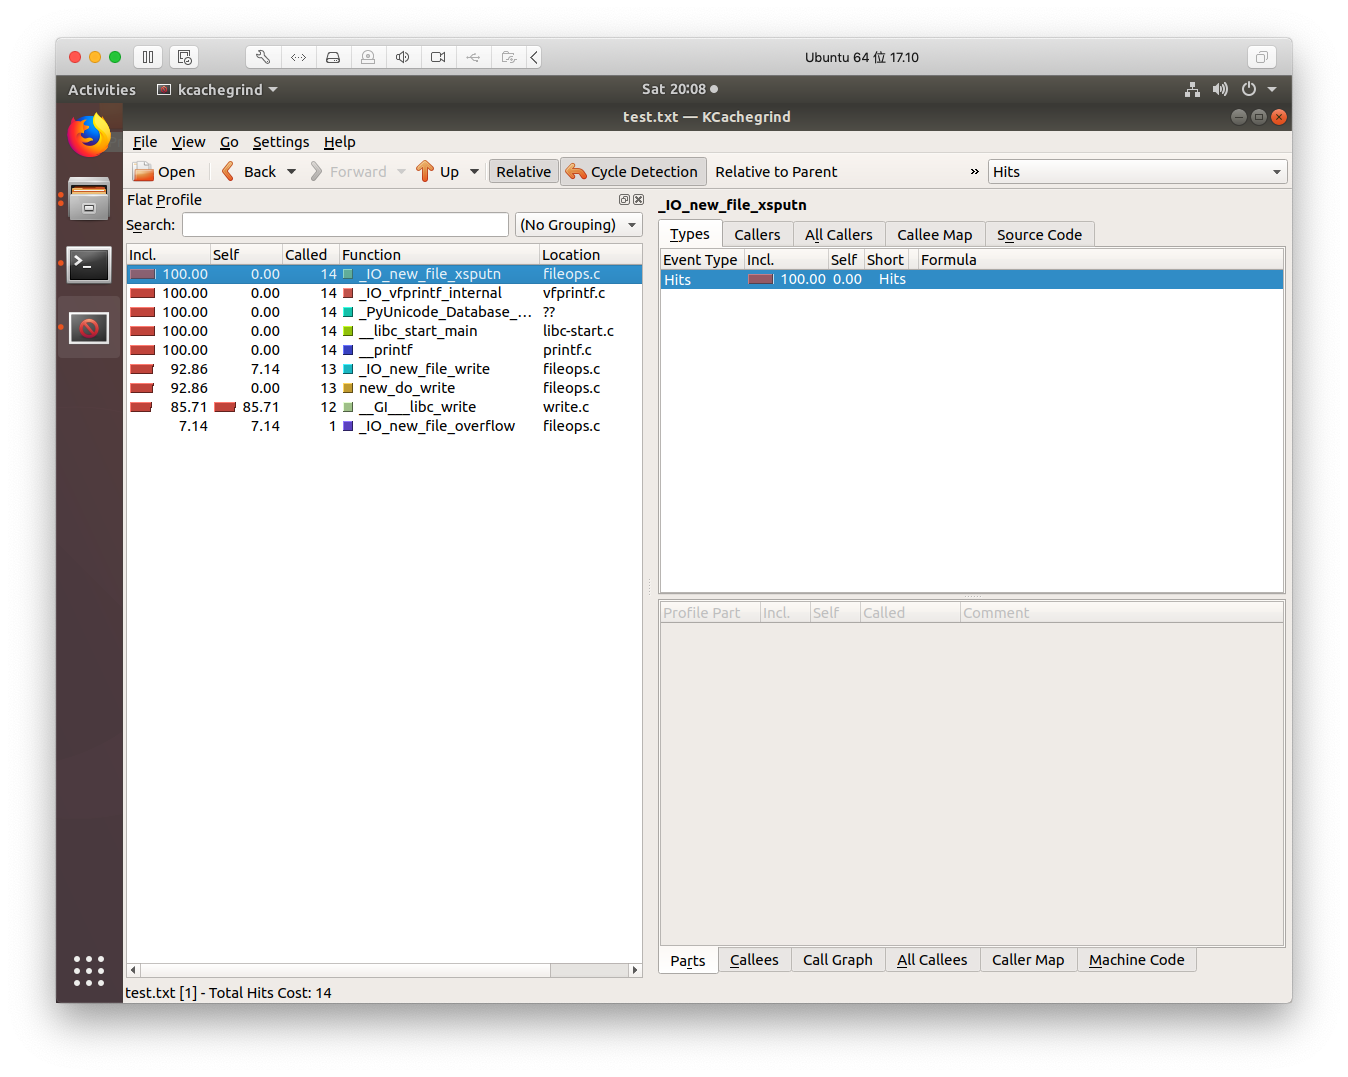 Ubuntu 64 位 17.10
Activities kcachegrind Sat 20:08
test.txt — KCachegrind
File View Go Settings Help
Open Back Forward Up Relative Cycle Detection Relative to Parent » Hits
Flat Profile
Search: (No Grouping)
Incl. Self Called Function Location
100.00 0.00 14 _IO_new_file_xsputn fileops.c
100.00 0.00 14 _IO_vfprintf_internal vfprintf.c
100.00 0.00 14 _PyUnicode_Database_... ??
100.00 0.00 14 __libc_start_main libc-start.c
100.00 0.00 14 __printf printf.c
92.86 7.14 13 _IO_new_file_write fileops.c
92.86 0.00 13 new_do_write fileops.c
85.71 85.71 12 __GI___libc_write write.c
7.14 7.14 1 _IO_new_file_overflow fileops.c
_IO_new_file_xsputn
Types Callers All Callers Callee Map Source Code
Event Type Incl. Self Short Formula
Hits 100.00 0.00 Hits
Profile Part Incl. Self Called Comment
Parts Callees Call Graph All Callees Caller Map Machine Code
test.txt [1] - Total Hits Cost: 14